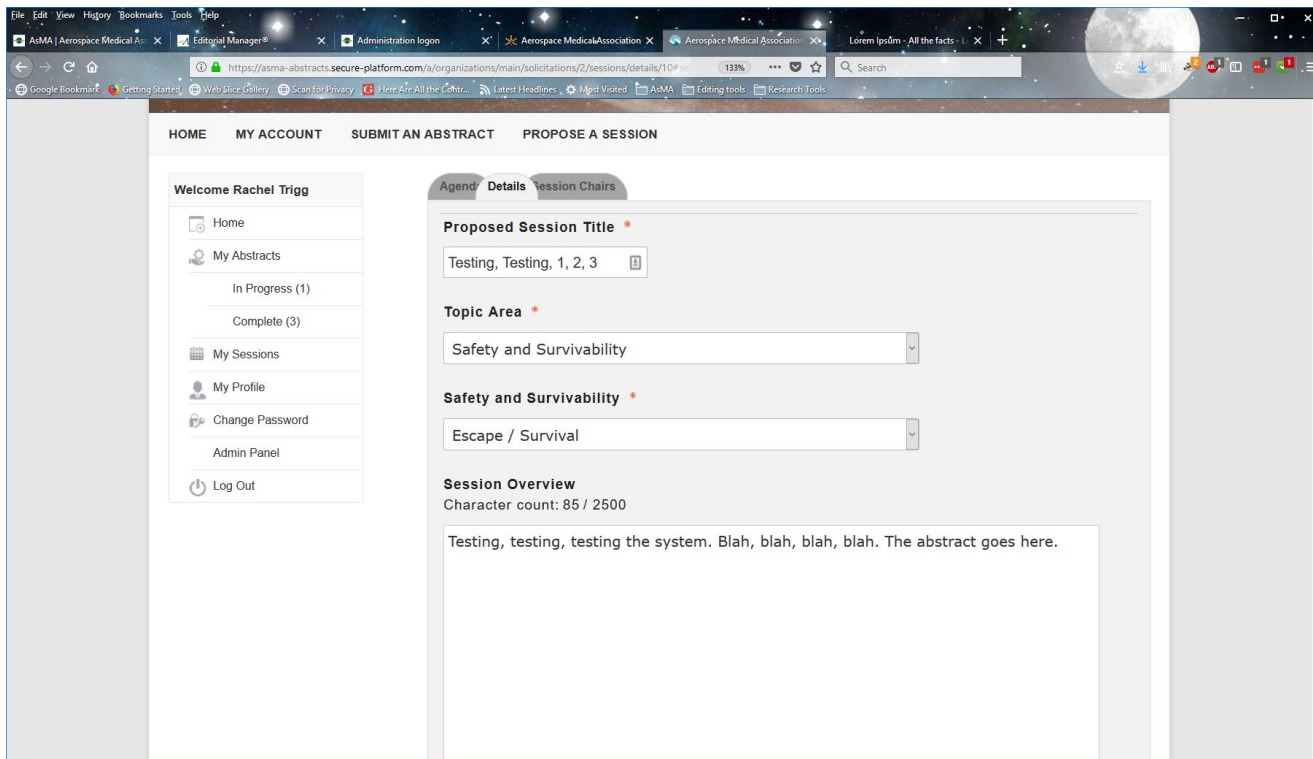 File Edit View History Bookmarks Tools Help
AsMA | Aerospace Medical Ass Editorial Manager® Administration logon Aerospace Medical Association Aerospace Medical Association Lorem Ipsum - All the facts - L
https://asma-abstracts.secure-platform.com/a/organizations/main/solicitations/2/sessions/details/10#se 133% Search
Google Bookmark Getting Started Web Slice Gallery Scan for Privacy Here Are All the Contr... Latest Headlines Most Visited AsMA Editing tools Research Tools
HOME MY ACCOUNT SUBMIT AN ABSTRACT PROPOSE A SESSION
Welcome Rachel Trigg
Home
My Abstracts
In Progress (1)
Complete (3)
My Sessions
My Profile
Change Password
Admin Panel
Log Out
Agenda Details Session Chairs
Proposed Session Title *
Testing, Testing, 1, 2, 3
Topic Area *
Safety and Survivability
Safety and Survivability *
Escape / Survival
Session Overview
Character count: 85 / 2500
Testing, testing, testing the system. Blah, blah, blah, blah. The abstract goes here.